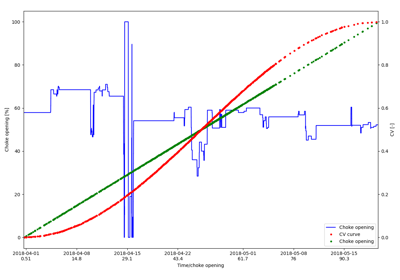 100
80
60
40
20
0
Choke opening [%]
1.0
0.8
0.6
0.4
0.2
0.0
CV [-]
Choke opening
CV curve
Choke opening
2018-04-01 2018-04-08 2018-04-15 2018-04-22 2018-05-01 2018-05-08 2018-05-15
0.51 14.8 29.1 43.4 61.7 76 90.3
Time/choke opening